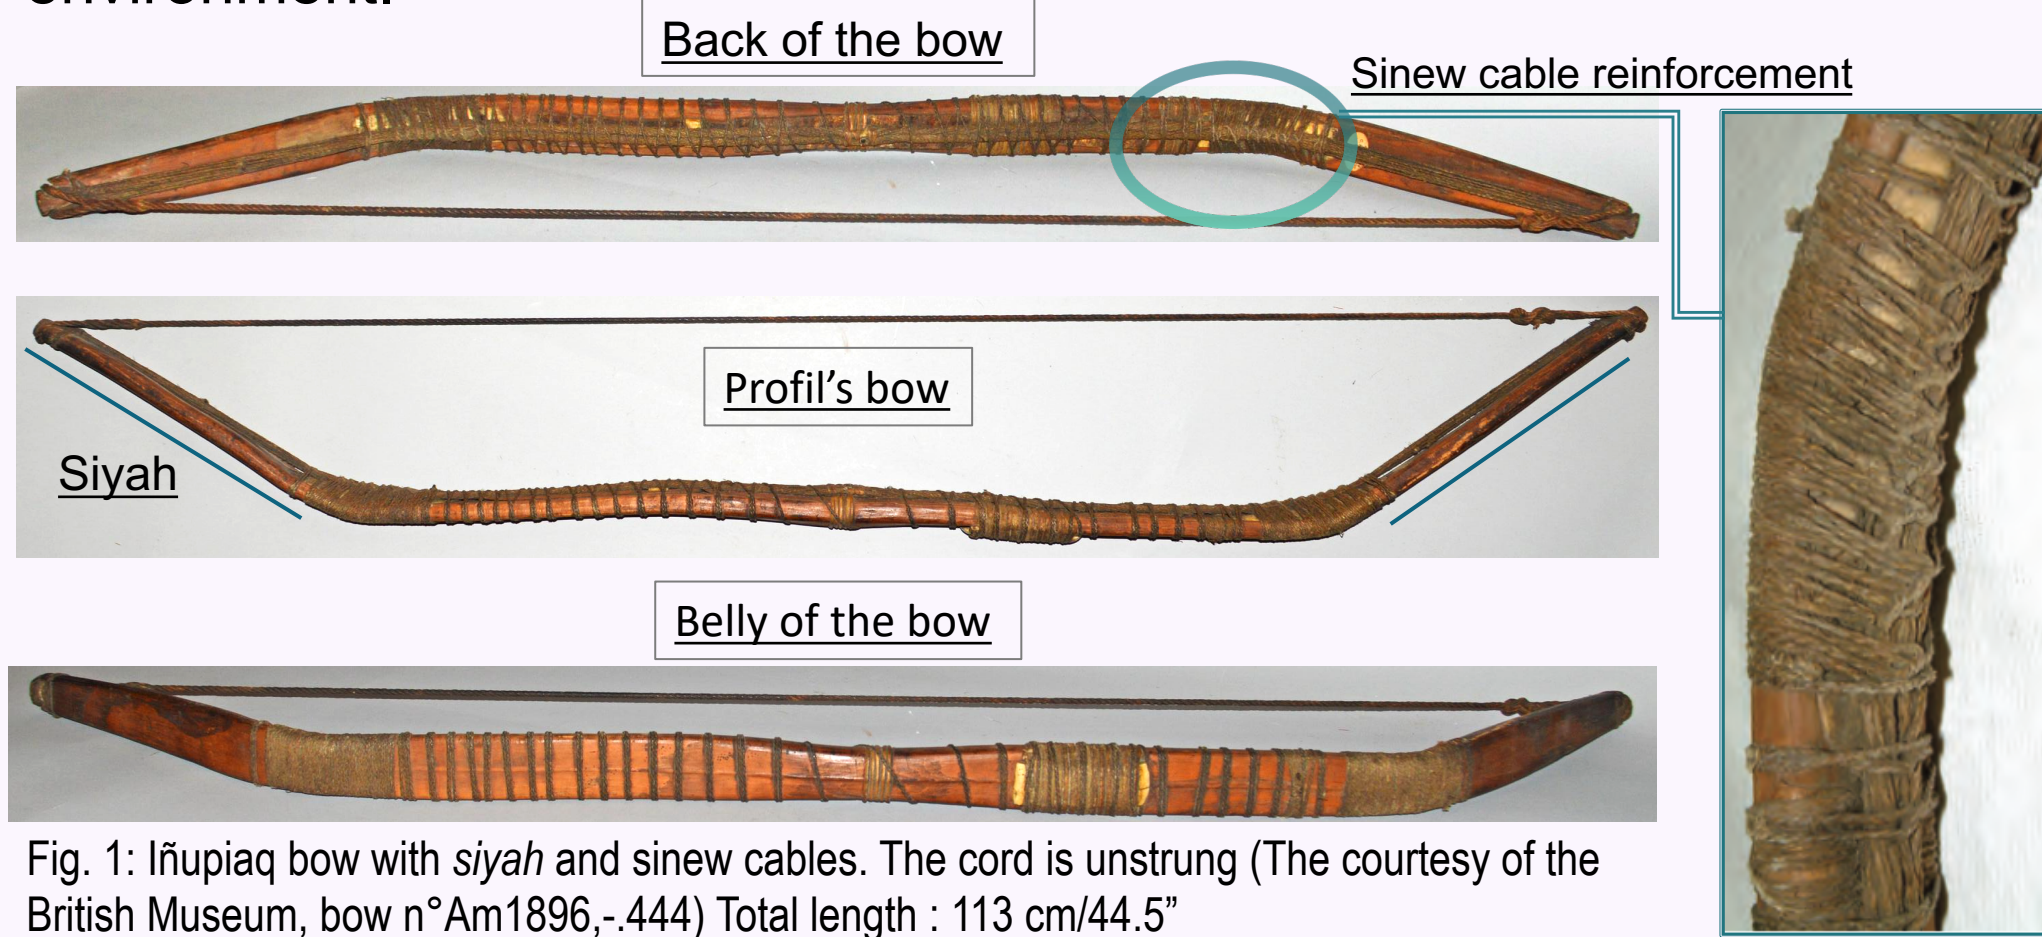 environment.
Back of the bow
Sinew cable reinforcement
Profil’s bow
Siyah
Belly of the bow
Fig. 1: Iñupiaq bow with siyah and sinew cables. The cord is unstrung (The courtesy of the
British Museum, bow n°Am1896,-.444) Total length : 113 cm/44.5”